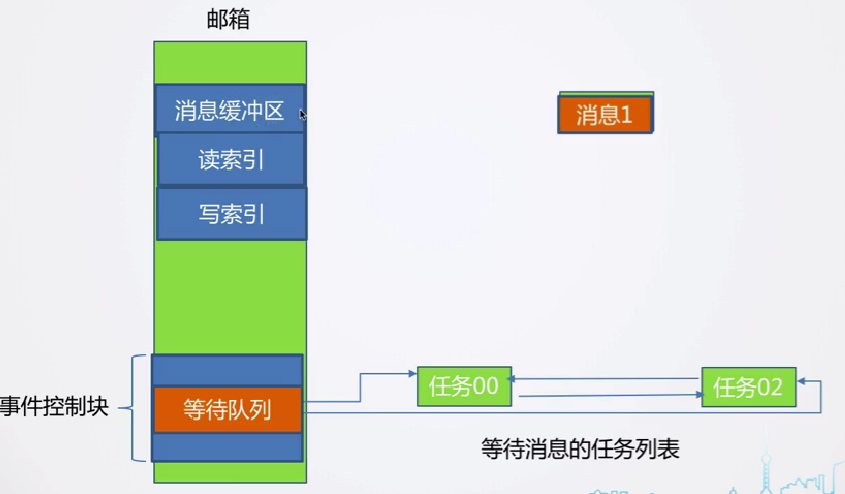 邮箱
消息缓冲区
消息1
读索引
写索引
事件控制块
等待队列
任务00
任务02
等待消息的任务列表